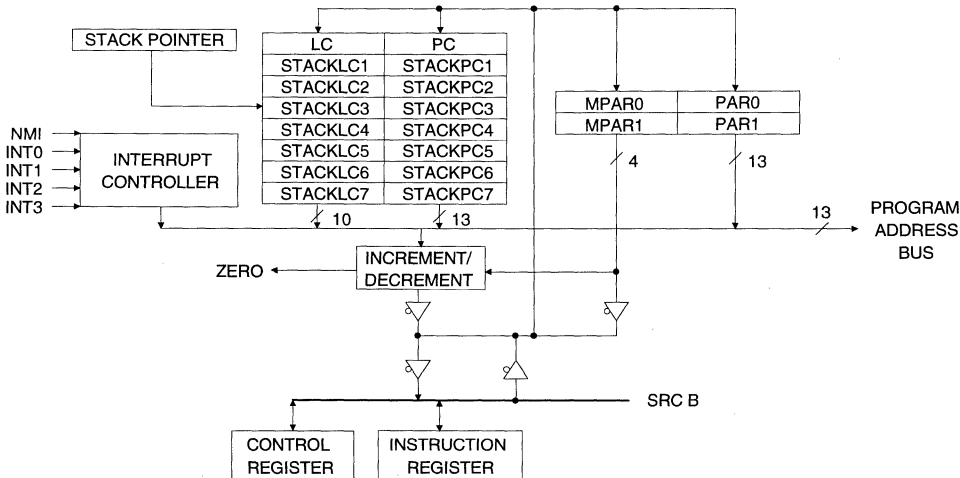 STACK POINTER
LC PC
STACKLC1 STACKPC1
STACKLC2 STACKPC2
STACKLC3 STACKPC3
STACKLC4 STACKPC4
STACKLC5 STACKPC5
STACKLC6 STACKPC6
STACKLC7 STACKPC7
MPAR0 PAR0
MPAR1 PAR1
NMI
INT0
INT1
INT2
INT3
INTERRUPT
CONTROLLER
4
13
10
13
13
PROGRAM
ADDRESS
BUS
ZERO
INCREMENT/
DECREMENT
SRC B
CONTROL
REGISTER
INSTRUCTION
REGISTER